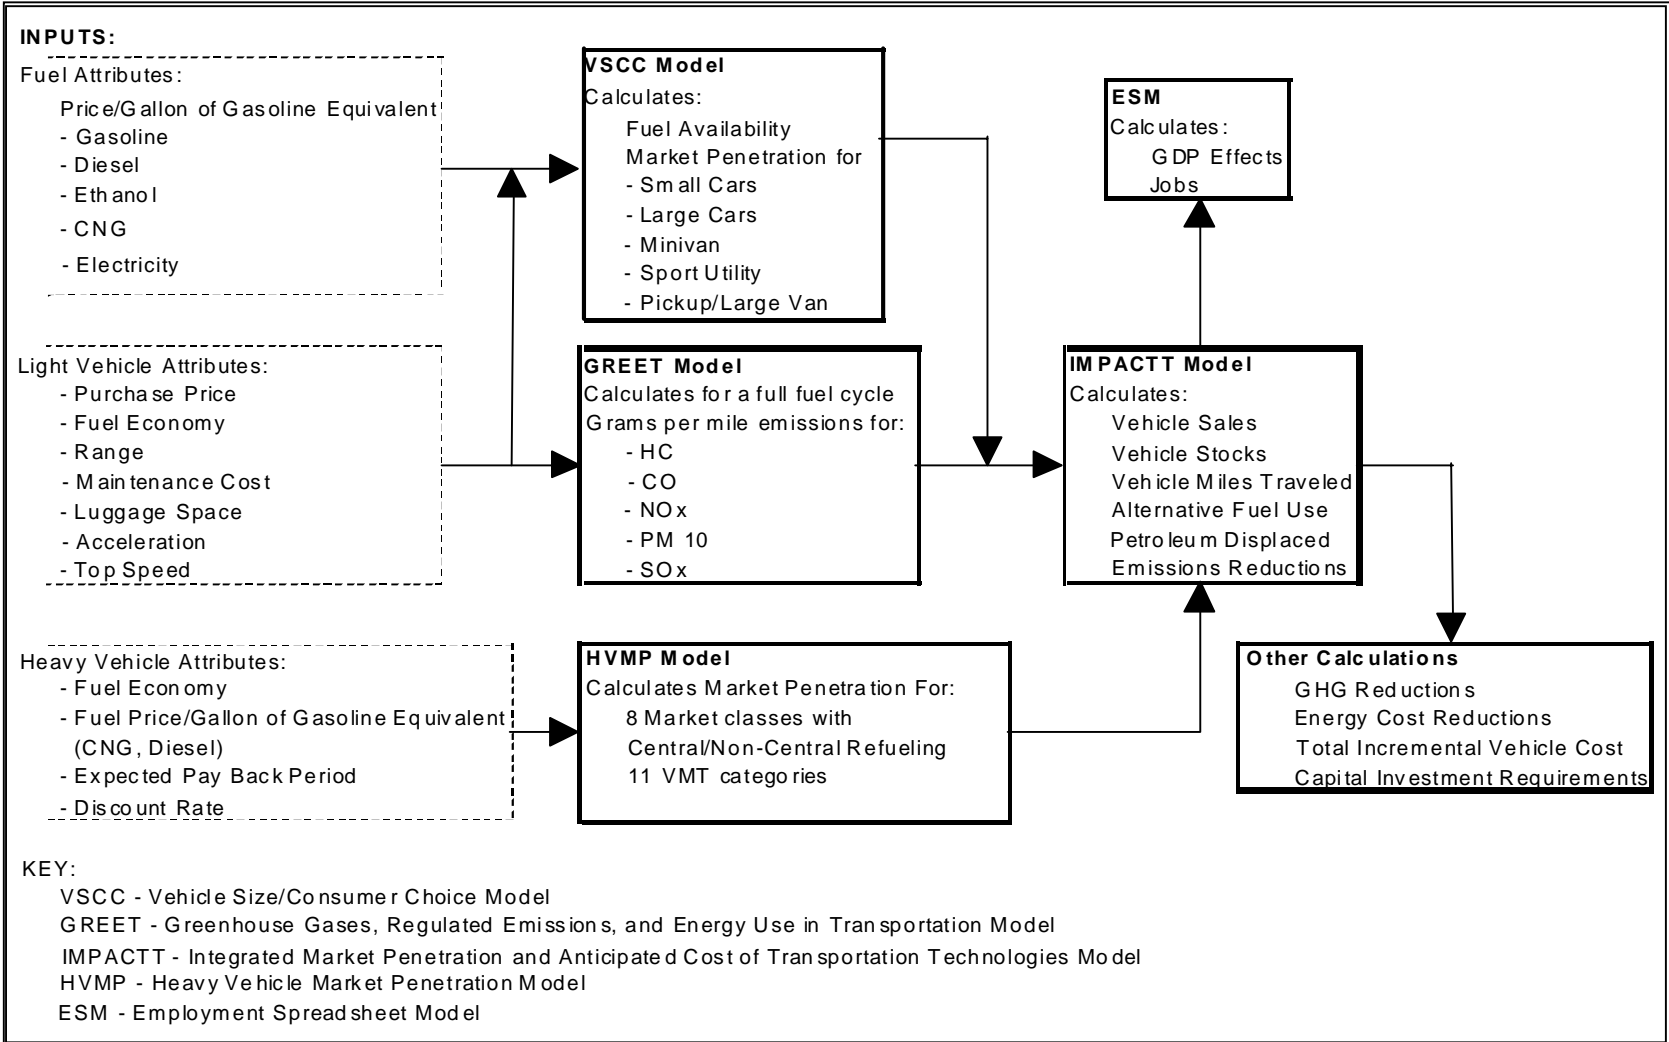 INPUTS:
Fuel Attributes:
Price/Gallon of Gasoline Equivalent
- Gasoline
- Diesel
- Ethanol
- CNG
- Electricity
VSCC Model
Calculates:
Fuel Availability
Market Penetration for
- Small Cars
- Large Cars
- Minivan
- Sport Utility
- Pickup/Large Van
ESM
Calculates:
GDP Effects
Jobs
Light Vehicle Attributes:
- Purchase Price
- Fuel Economy
- Range
- Maintenance Cost
- Luggage Space
- Acceleration
- Top Speed
GREET Model
Calculates for a full fuel cycle
Grams per mile emissions for:
- HC
- CO
- NOx
- PM 10
- SOx
IMPACTT Model
Calculates:
Vehicle Sales
Vehicle Stocks
Vehicle Miles Traveled
Alternative Fuel Use
Petroleum Displaced
Emissions Reductions
Heavy Vehicle Attributes:
- Fuel Economy
- Fuel Price/Gallon of Gasoline Equivalent
(CNG, Diesel)
- Expected Pay Back Period
- Discount Rate
HVMP Model
Calculates Market Penetration For:
8 Market classes with
Central/Non-Central Refueling
11 VMT categories
Other Calculations
GHG Reductions
Energy Cost Reductions
Total Incremental Vehicle Cost
Capital Investment Requirements
KEY:
VSCC - Vehicle Size/Consumer Choice Model
GREET - Greenhouse Gases, Regulated Emissions, and Energy Use in Transportation Model
IMPACTT - Integrated Market Penetration and Anticipated Cost of Transportation Technologies Model
HVMP - Heavy Vehicle Market Penetration Model
ESM - Employment Spreadsheet Model